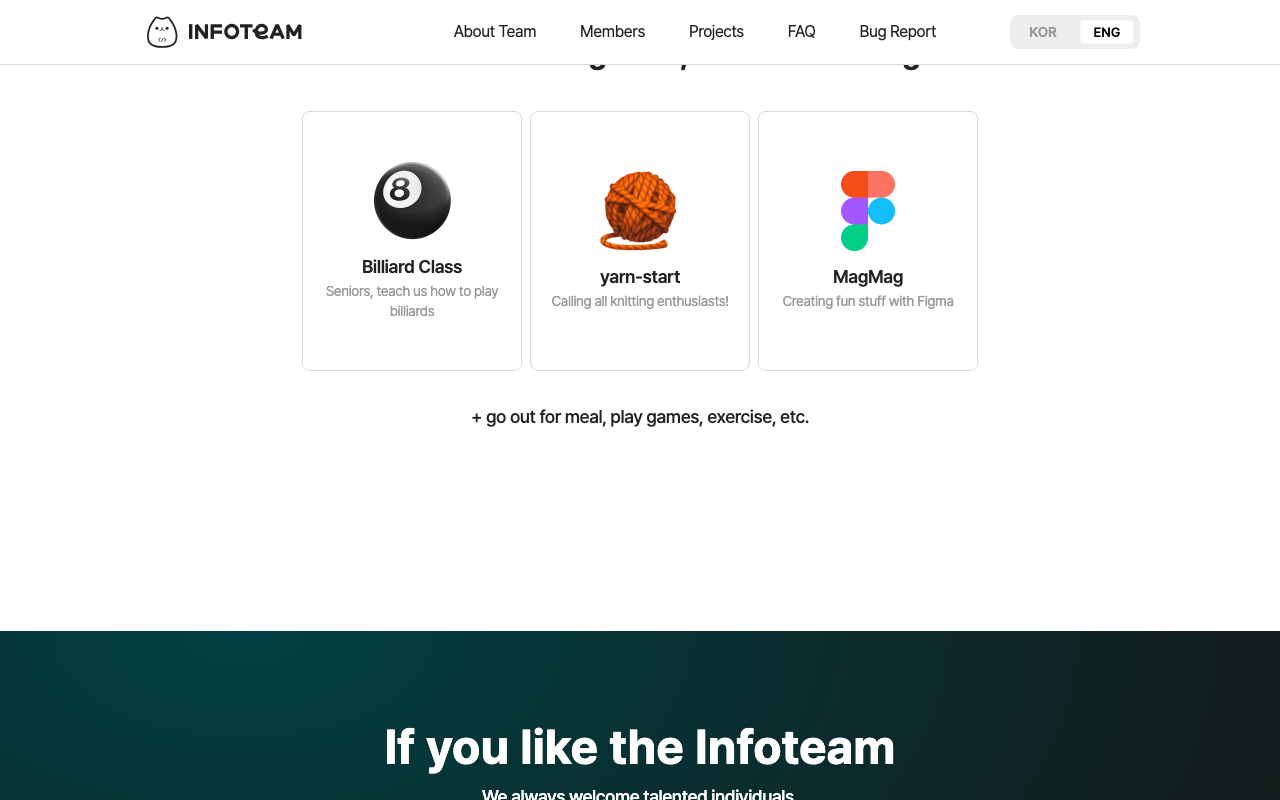 INFOTEAM
About Team
Members
Projects
FAQ
Bug Report
KOR
ENG
8
Billiard Class
Seniors, teach us how to play
billiards
yarn-start
Calling all knitting enthusiasts!
MagMag
Creating fun stuff with Figma
+ go out for meal, play games, exercise, etc.
If you like the Infoteam
We always welcome talented individuals